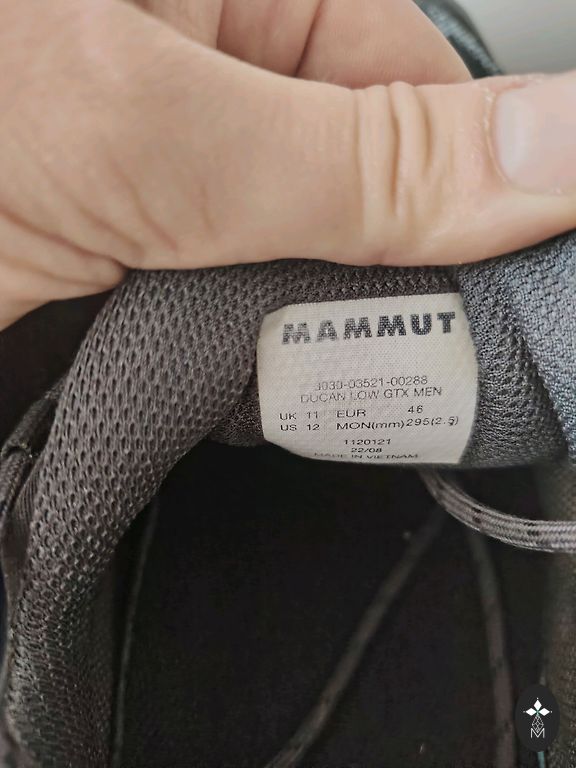 MAMMUT
3030-03521-00288
DUCAN LOW GTX MEN
UK 11 EUR 46
US 12 MON(mm)295(2.5)
1120121
22/08
MADE IN VIETNAM
M